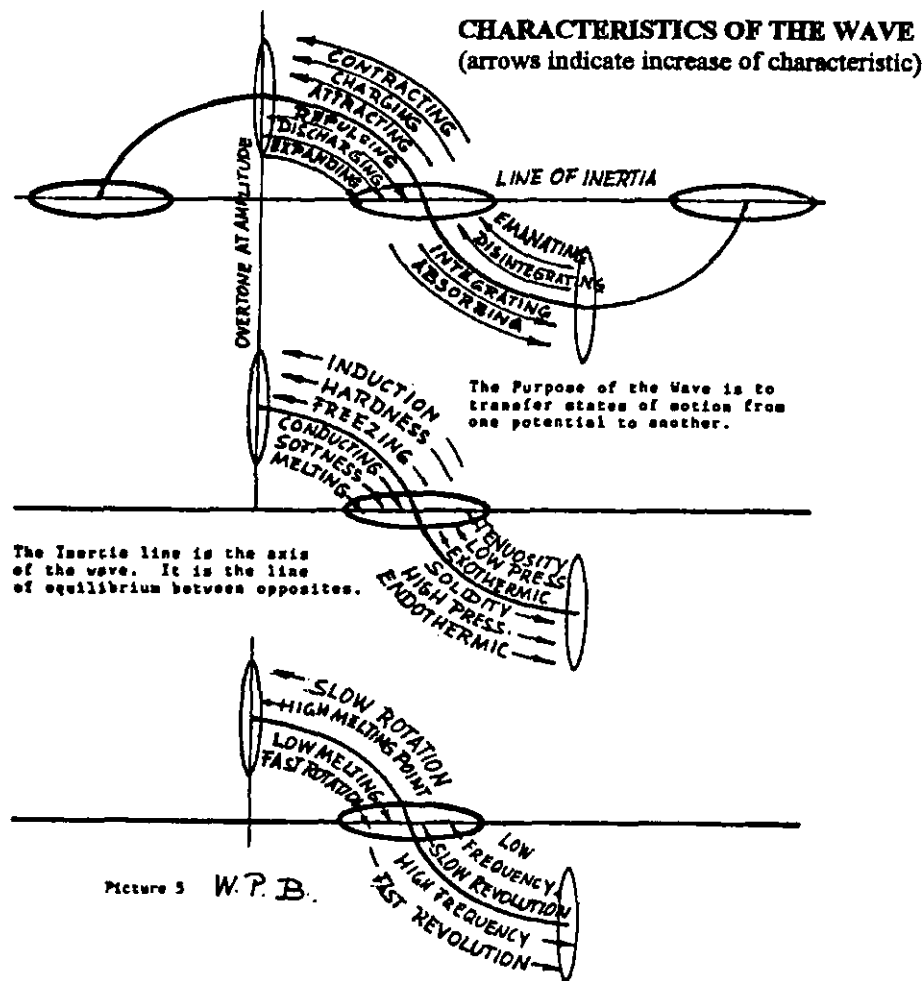 CHARACTERISTICS OF THE WAVE
(arrows indicate increase of characteristic)
CONTRACTING
CHARGING
ATTRACTING
REPULSING
DISCHARGING
EXPANDING
OVERTONE AT AMPLITUDE
LINE OF INERTIA
EMANATING
DISINTEGRATING
INTEGRATING
ABSORBING
The Purpose of the Wave is to
transfer states of motion from
one potential to another.
INDUCTION
HARDNESS
FREEZING
CONDUCTING
SOFTNESS
MELTING
The Inertia line is the axis
of the wave. It is the line
of equilibrium between opposites.
TENUOSITY
LOW PRESS
EXOTHERMIC
SOLIDITY
HIGH PRESS.
ENDOTHERMIC
SLOW ROTATION
HIGH MELTING POINT
LOW MELTING
FAST ROTATION
LOW
FREQUENCY
SLOW REVOLUTION
HIGH FREQUENCY
FAST REVOLUTION
Picture 5 W.P.B.